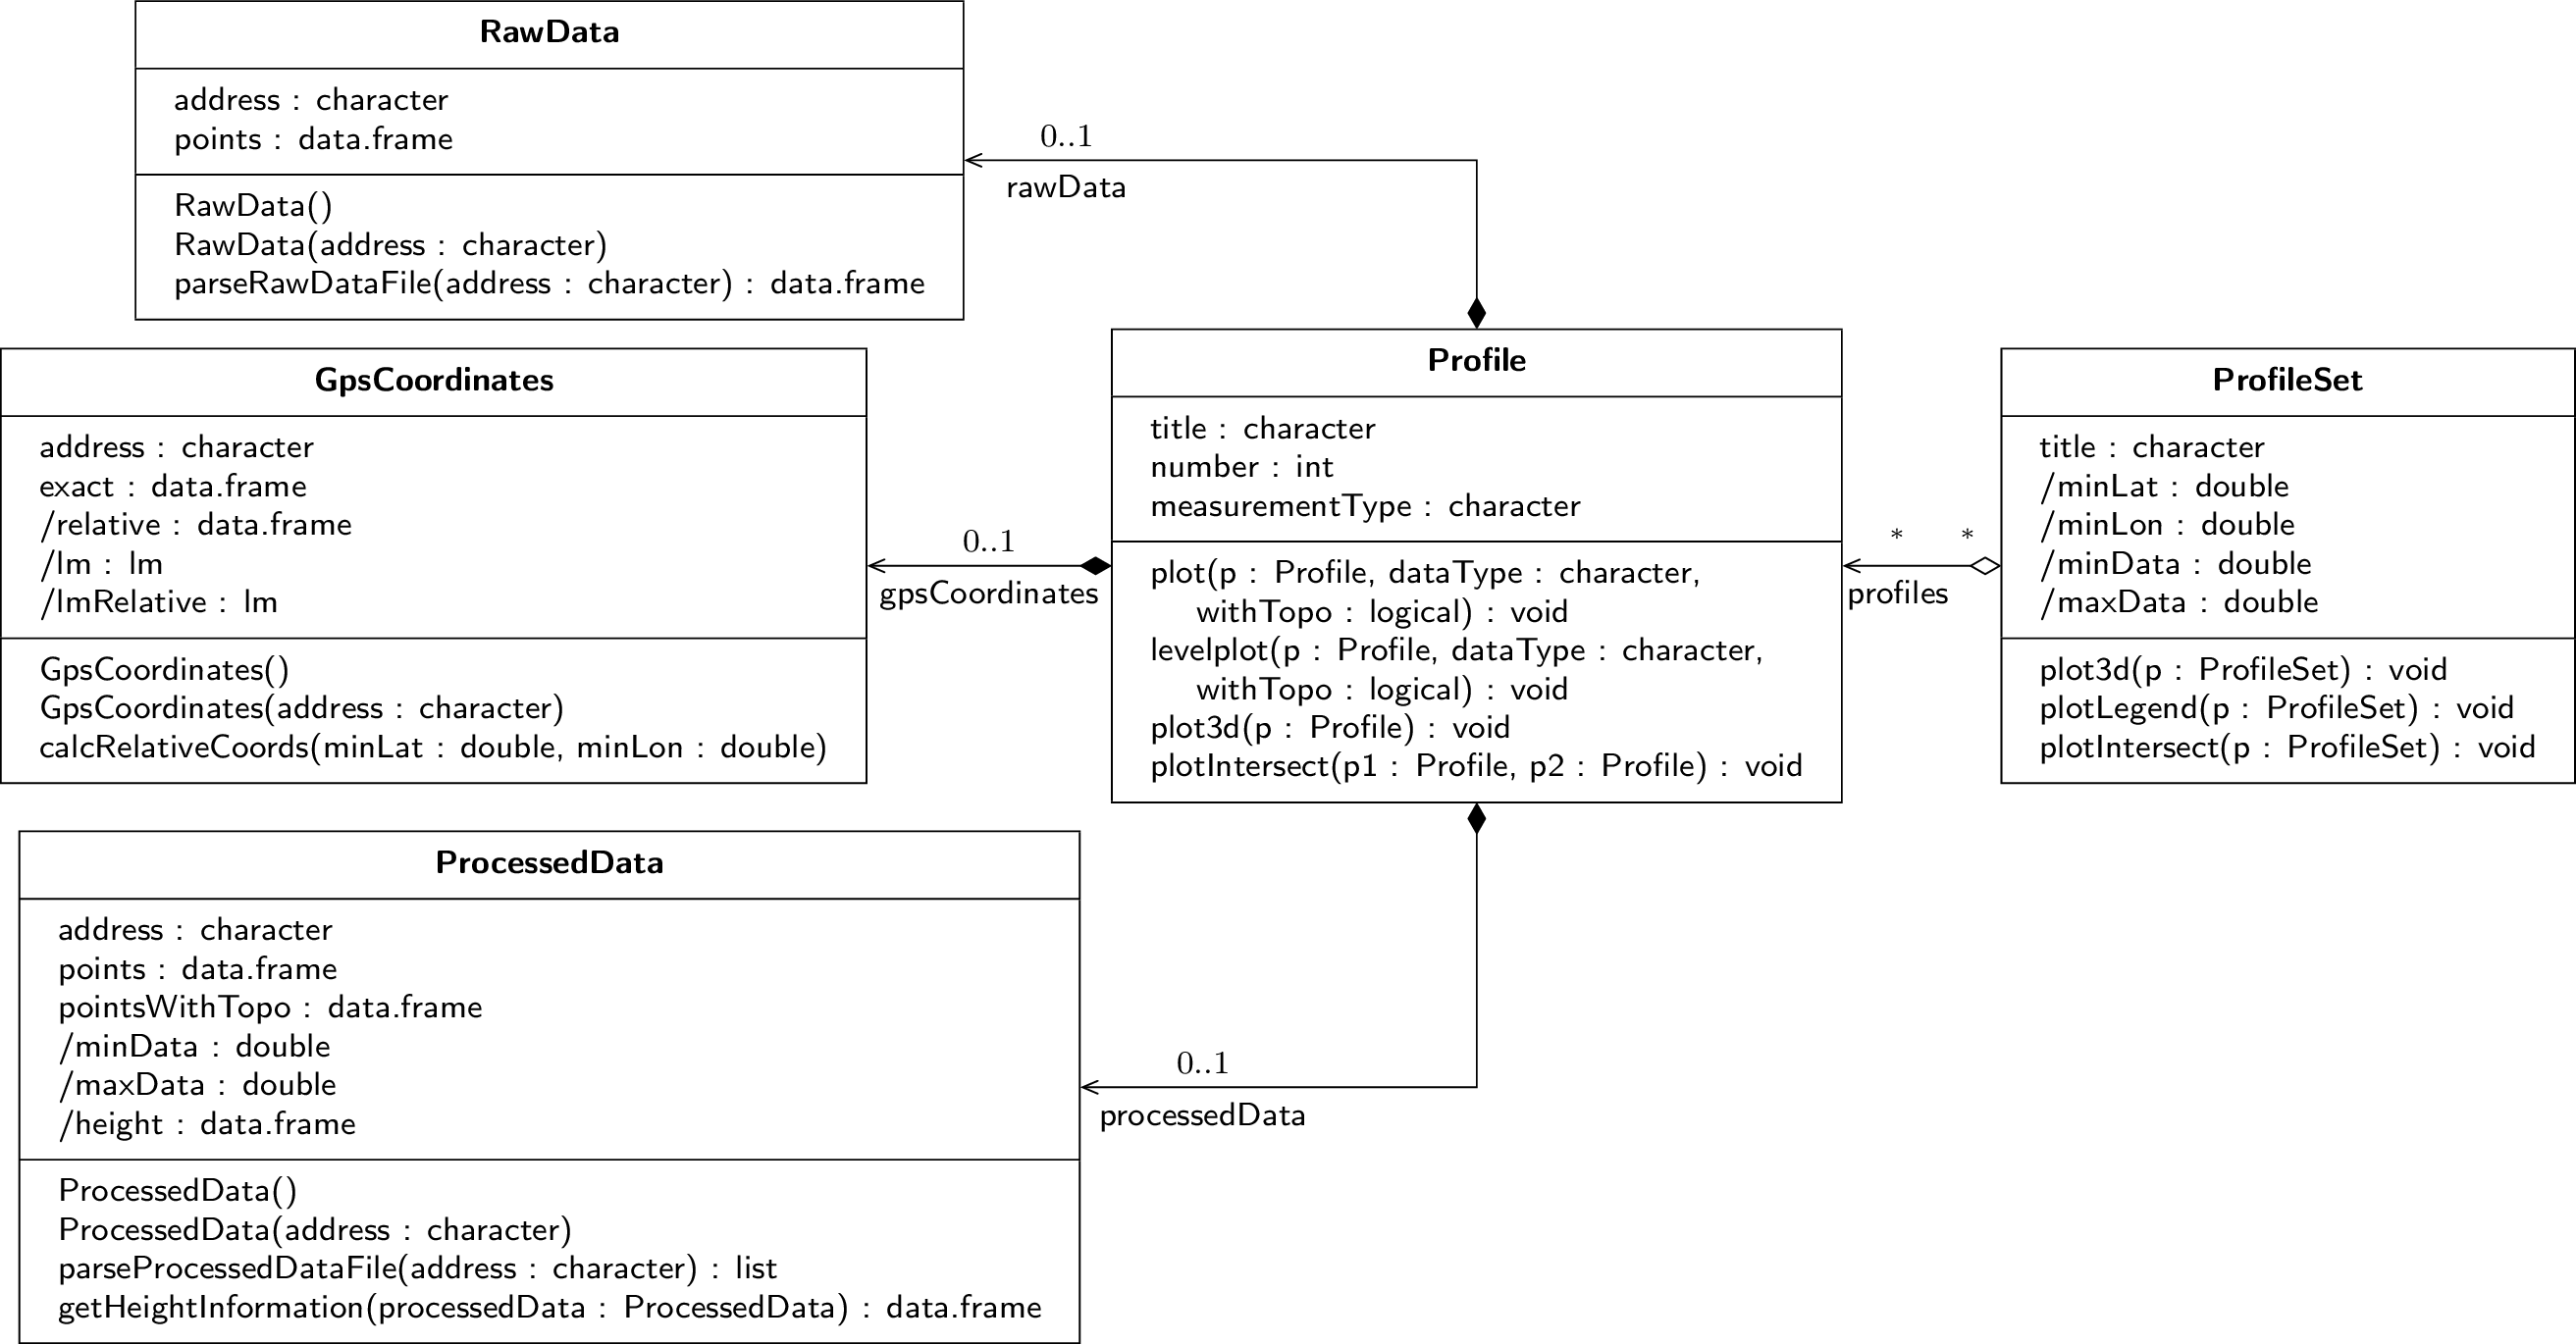 RawData
address : character
points : data.frame
RawData()
RawData(address : character)
parseRawDataFile(address : character) : data.frame
0..1
rawData
GpsCoordinates
address : character
exact : data.frame
/relative : data.frame
/lm : lm
/lmRelative : lm
GpsCoordinates()
GpsCoordinates(address : character)
calcRelativeCoords(minLat : double, minLon : double)
0..1
gpsCoordinates
Profile
title : character
number : int
measurementType : character
plot(p : Profile, dataType : character,
withTopo : logical) : void
levelplot(p : Profile, dataType : character,
withTopo : logical) : void
plot3d(p : Profile) : void
plotIntersect(p1 : Profile, p2 : Profile) : void
* *
profiles
ProfileSet
title : character
/minLat : double
/minLon : double
/minData : double
/maxData : double
plot3d(p : ProfileSet) : void
plotLegend(p : ProfileSet) : void
plotIntersect(p : ProfileSet) : void
ProcessedData
address : character
points : data.frame
pointsWithTopo : data.frame
/minData : double
/maxData : double
/height : data.frame
ProcessedData()
ProcessedData(address : character)
parseProcessedDataFile(address : character) : list
getHeightInformation(processedData : ProcessedData) : data.frame
0..1
processedData